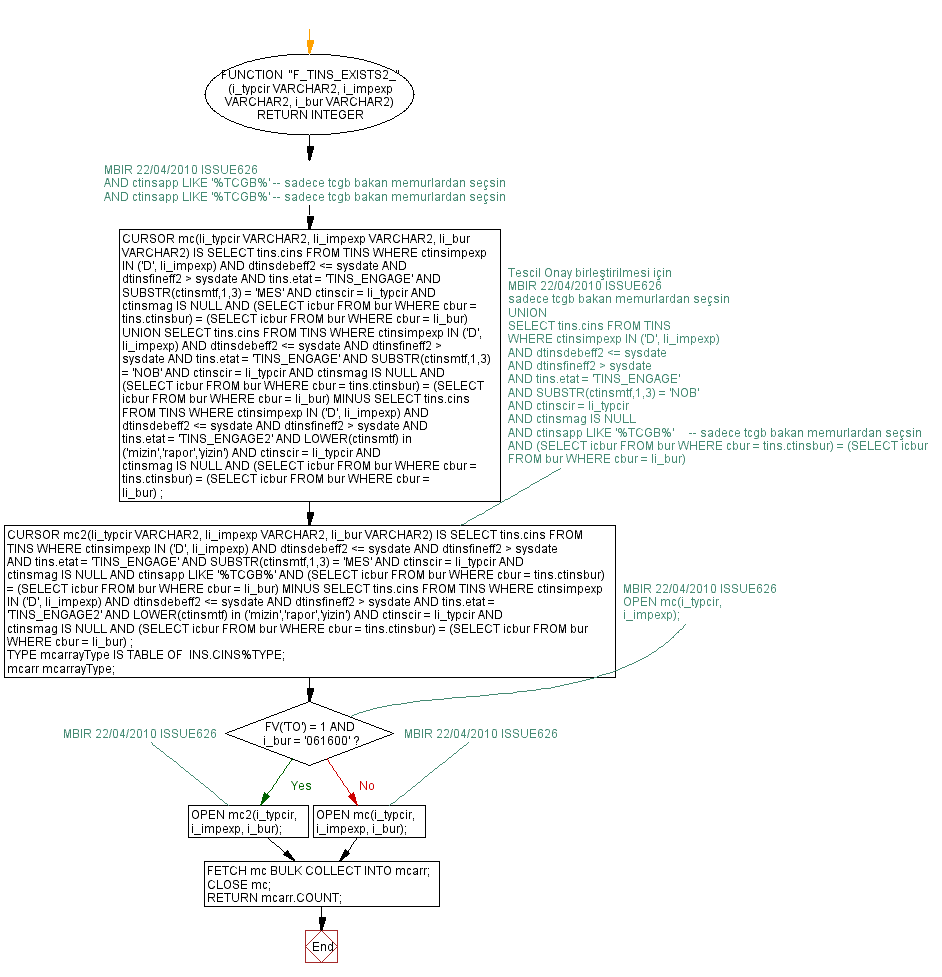 FUNCTION "F_TINS_EXISTS2_"
(i_typcir VARCHAR2, i_impexp
VARCHAR2, i_bur VARCHAR2)
RETURN INTEGER
MBIR 22/04/2010 ISSUE626
AND ctinsapp LIKE '%TCGB%' -- sadece tcgb bakan memurlardan seçsin
AND ctinsapp LIKE '%TCGB%' -- sadece tcgb bakan memurlardan seçsin
CURSOR mc(li_typcir VARCHAR2, li_impexp VARCHAR2, li_bur
VARCHAR2) IS SELECT tins.cins FROM TINS WHERE ctinsimpexp
IN ('D', li_impexp) AND dtinsdebeff2 <= sysdate AND
dtinsfineff2 > sysdate AND tins.etat = 'TINS_ENGAGE' AND
SUBSTR(ctinsmtf,1,3) = 'MES' AND ctinscir = li_typcir AND
ctinsmag IS NULL AND (SELECT icbur FROM bur WHERE cbur =
tins.ctinsbur) = (SELECT icbur FROM bur WHERE cbur = li_bur)
UNION SELECT tins.cins FROM TINS WHERE ctinsimpexp IN ('D',
li_impexp) AND dtinsdebeff2 <= sysdate AND dtinsfineff2 >
sysdate AND tins.etat = 'TINS_ENGAGE' AND SUBSTR(ctinsmtf,1,3)
= 'NOB' AND ctinscir = li_typcir AND ctinsmag IS NULL AND
(SELECT icbur FROM bur WHERE cbur = tins.ctinsbur) = (SELECT
icbur FROM bur WHERE cbur = li_bur) MINUS SELECT tins.cins
FROM TINS WHERE ctinsimpexp IN ('D', li_impexp) AND
dtinsdebeff2 <= sysdate AND dtinsfineff2 > sysdate AND
tins.etat = 'TINS_ENGAGE2' AND LOWER(ctinsmtf) in
('mizin','rapor','yizin') AND ctinscir = li_typcir AND
ctinsmag IS NULL AND (SELECT icbur FROM bur WHERE cbur =
tins.ctinsbur) = (SELECT icbur FROM bur WHERE cbur =
li_bur) ;
Tescil Onay birleştirilmesi için
MBIR 22/04/2010 ISSUE626
sadece tcgb bakan memurlardan seçsin
UNION
SELECT tins.cins FROM TINS
WHERE ctinsimpexp IN ('D', li_impexp)
AND dtinsdebeff2 <= sysdate
AND dtinsfineff2 > sysdate
AND tins.etat = 'TINS_ENGAGE'
AND SUBSTR(ctinsmtf,1,3) = 'NOB'
AND ctinscir = li_typcir
AND ctinsmag IS NULL
AND ctinsapp LIKE '%TCGB%' -- sadece tcgb bakan memurlardan seçsin
AND (SELECT icbur FROM bur WHERE cbur = tins.ctinsbur) = (SELECT icbur
FROM bur WHERE cbur = li_bur)
CURSOR mc2(li_typcir VARCHAR2, li_impexp VARCHAR2, li_bur VARCHAR2) IS SELECT tins.cins FROM
TINS WHERE ctinsimpexp IN ('D', li_impexp) AND dtinsdebeff2 <= sysdate AND dtinsfineff2 > sysdate
AND tins.etat = 'TINS_ENGAGE' AND SUBSTR(ctinsmtf,1,3) = 'MES' AND ctinscir = li_typcir AND
ctinsmag IS NULL AND ctinsapp LIKE '%TCGB%' AND (SELECT icbur FROM bur WHERE cbur = tins.ctinsbur)
= (SELECT icbur FROM bur WHERE cbur = li_bur) MINUS SELECT tins.cins FROM TINS WHERE ctinsimpexp
IN ('D', li_impexp) AND dtinsdebeff2 <= sysdate AND dtinsfineff2 > sysdate AND tins.etat =
'TINS_ENGAGE2' AND LOWER(ctinsmtf) in ('mizin','rapor','yizin') AND ctinscir = li_typcir AND
ctinsmag IS NULL AND (SELECT icbur FROM bur WHERE cbur = tins.ctinsbur) = (SELECT icbur FROM bur
WHERE cbur = li_bur) ;
TYPE mcarrayType IS TABLE OF INS.CINS%TYPE;
mcarr mcarrayType;
MBIR 22/04/2010 ISSUE626
OPEN mc(i_typcir,
i_impexp);
FV('TO') = 1 AND
i_bur = '061600' ?
MBIR 22/04/2010 ISSUE626
MBIR 22/04/2010 ISSUE626
Yes
No
OPEN mc2(i_typcir,
i_impexp, i_bur);
OPEN mc(i_typcir,
i_impexp, i_bur);
FETCH mc BULK COLLECT INTO mcarr;
CLOSE mc;
RETURN mcarr.COUNT;
End